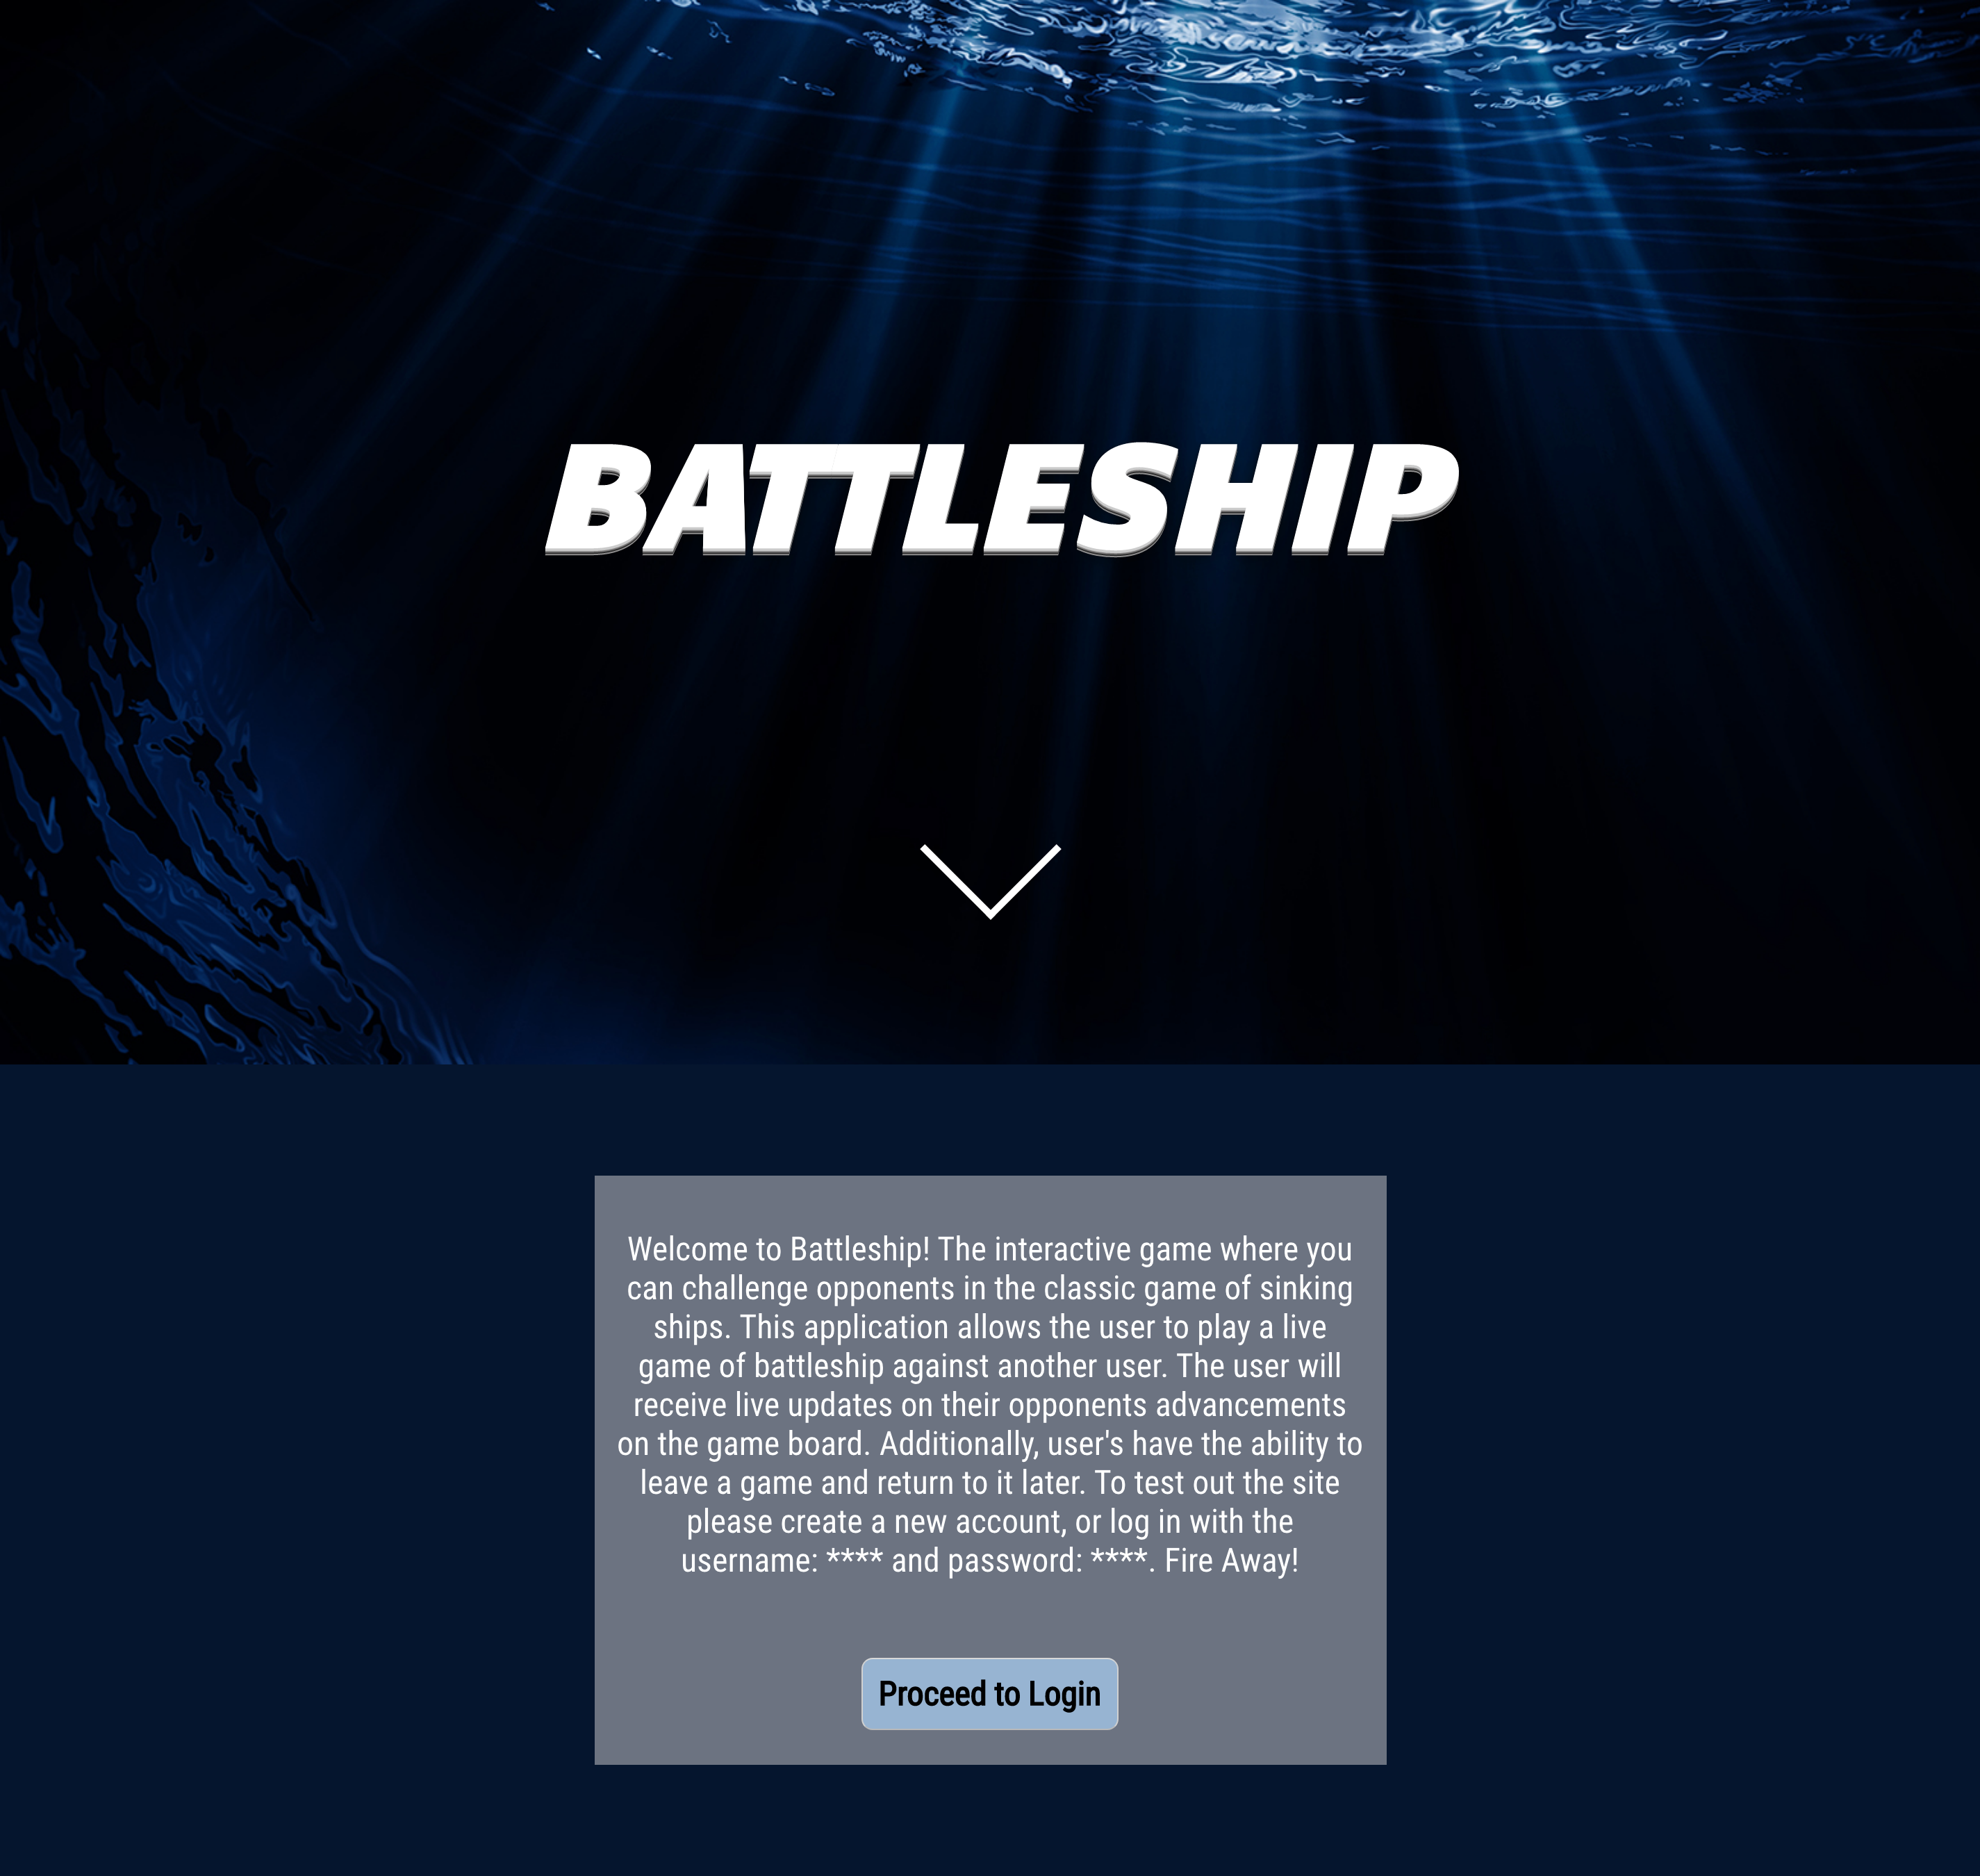 BATTLESHIP
Welcome to Battleship! The interactive game where you
can challenge opponents in the classic game of sinking
ships. This application allows the user to play a live
game of battleship against another user. The user will
receive live updates on their opponents advancements
on the game board. Additionally, user's have the ability to
leave a game and return to it later. To test out the site
please create a new account, or log in with the
username: **** and password: ****. Fire Away!
Proceed to Login